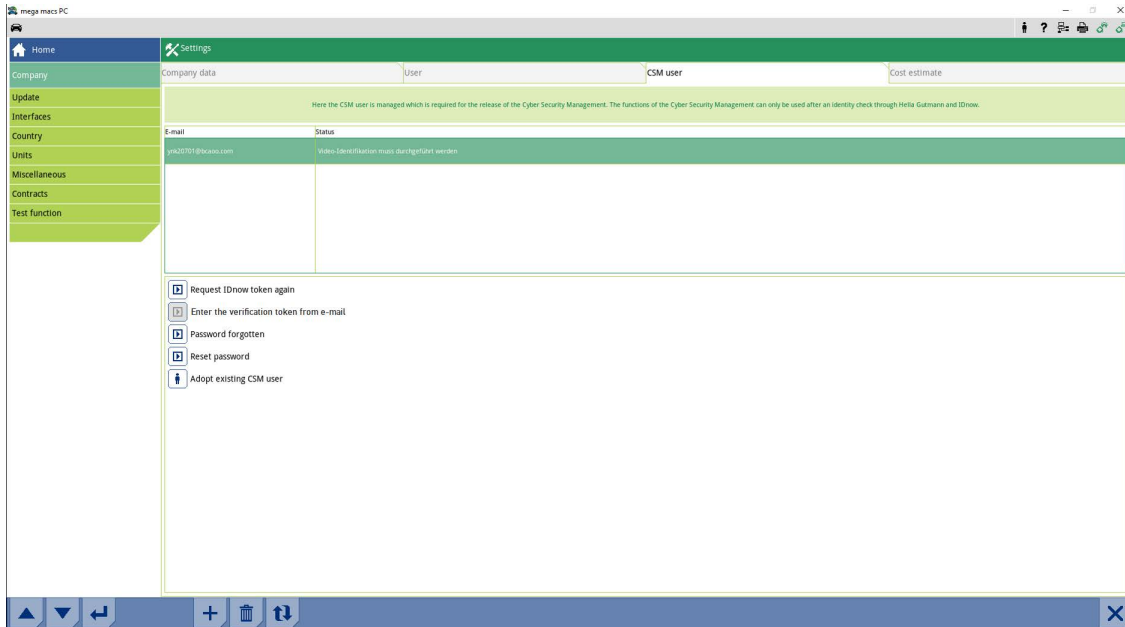 mega macs PC
Home
Settings
Company
Company data
User
CSM user
Cost estimate
Update
Interfaces
Country
Units
Miscellaneous
Contracts
Test function
Here the CSM user is managed which is required for the release of the Cyber Security Management. The functions of the Cyber Security Management can only be used after an identity check through Hella Gutmann and IDnow.
E-mail
Status
ynk20701@bcaoo.com
Video-Identifikation muss durchgeführt werden
Request IDnow token again
Enter the verification token from e-mail
Password forgotten
Reset password
Adopt existing CSM user